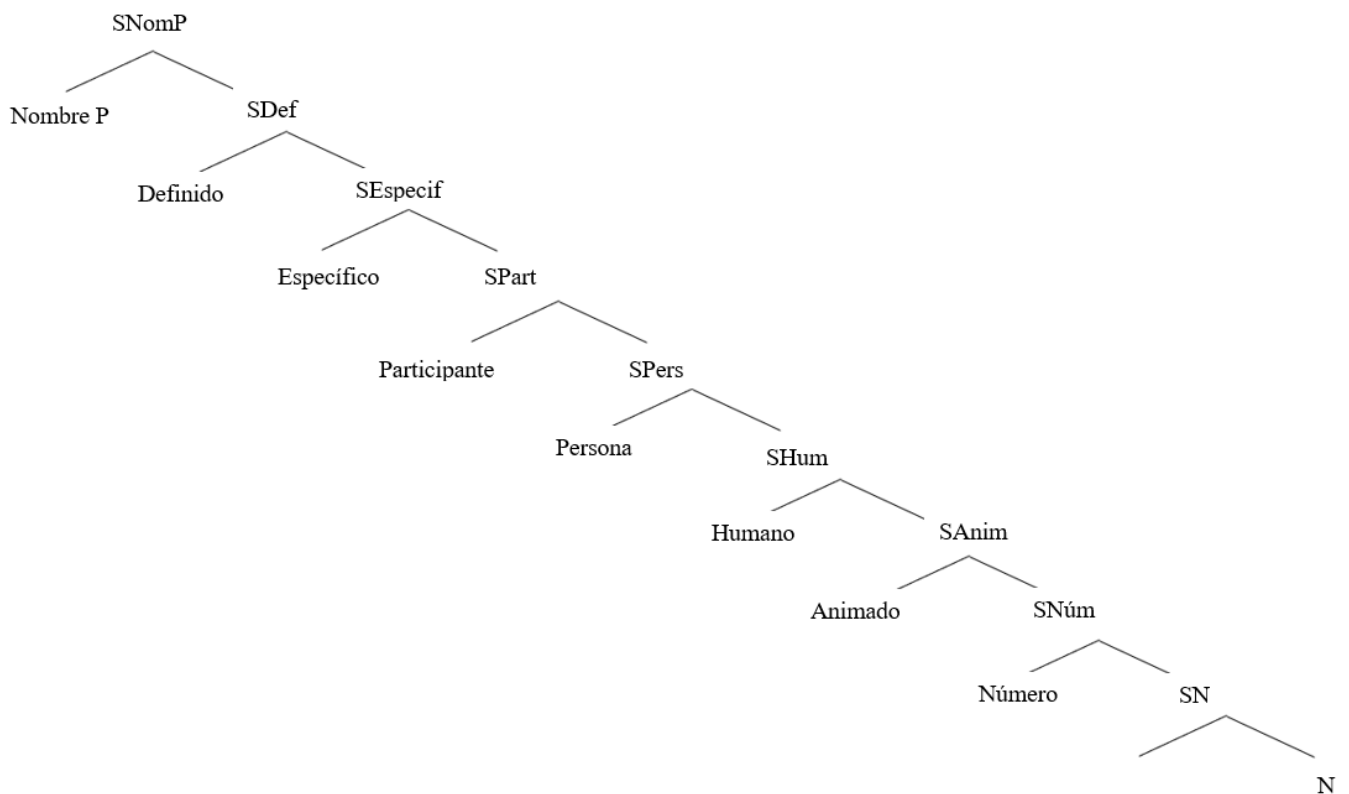 SNomP
Nombre P
SDef
Definido
SEspecif
Específico
SPart
Participante
SPers
Persona
SHum
Humano
SAnim
Animado
SNúm
Número
SN
N